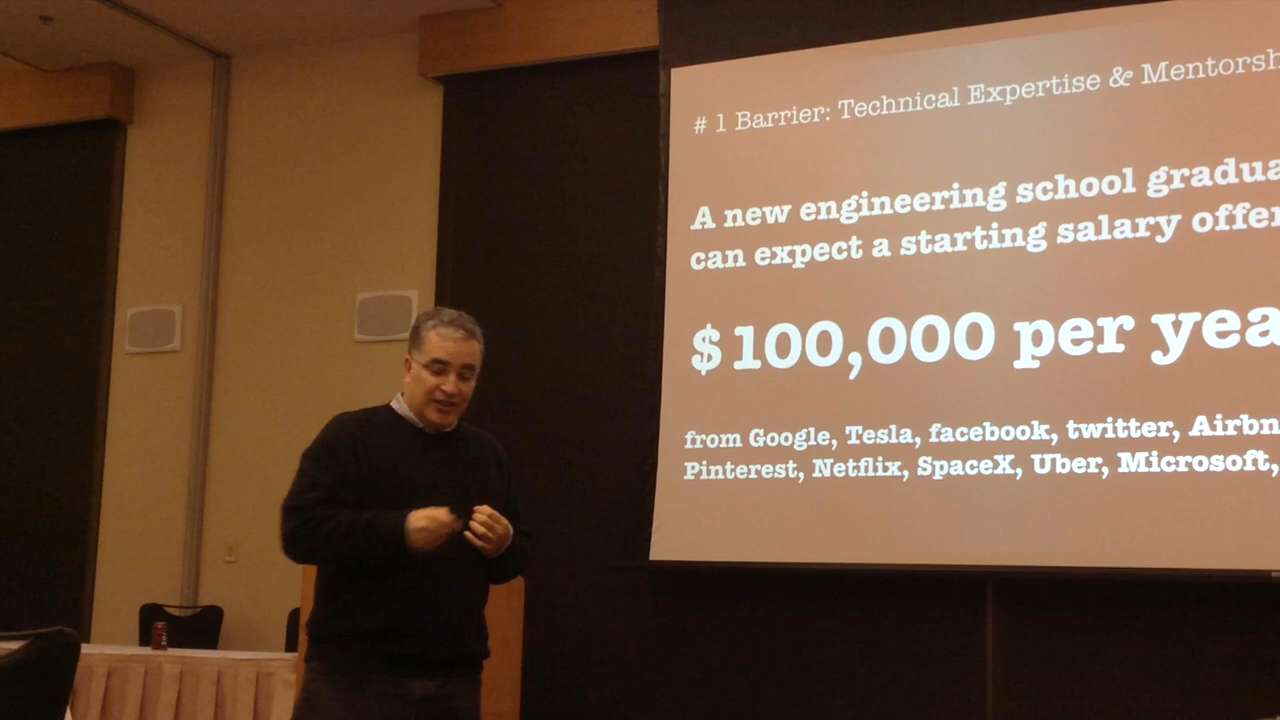 # 1 Barrier: Technical Expertise & Mentorsh
A new engineering school gradua
can expect a starting salary offer
$100,000 per yea
from Google, Tesla, facebook, twitter, Airbn
Pinterest, Netflix, SpaceX, Uber, Microsoft,